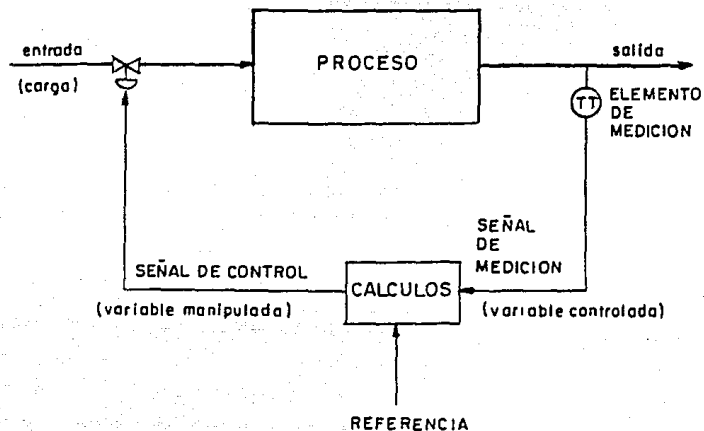 entrada
(carga)
PROCESO
salida
TT
ELEMENTO
DE
MEDICION
SEÑAL
DE
MEDICION
SEÑAL DE CONTROL
(variable manipulada)
CALCULOS
(variable controlada)
REFERENCIA